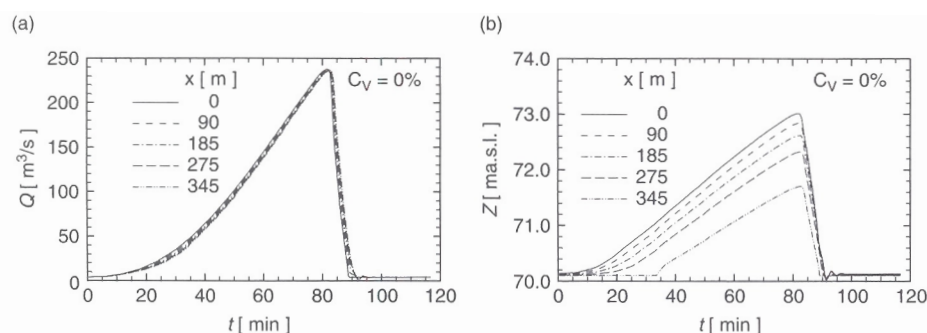 (a)
250
200
150
100
50
0
Q [ m³/s ]
x [ m ]
0
90
185
275
345
C_V = 0%
0 20 40 60 80 100 120
t [ min ]
(b)
74.0
73.0
72.0
71.0
70.0
Z [ ma.s.l. ]
x [ m ]
0
90
185
275
345
C_V = 0%
0 20 40 60 80 100 120
t [ min ]